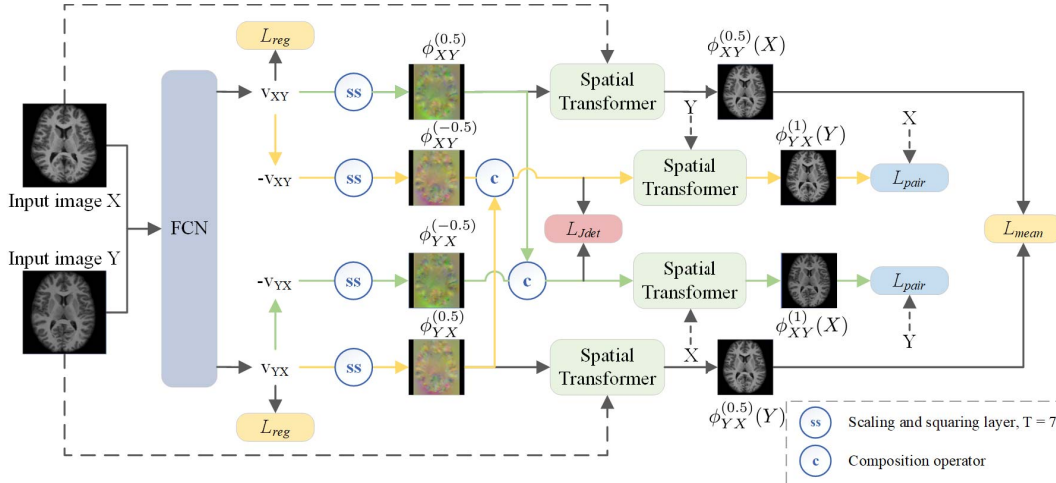 L_reg
ϕ_XY^(0.5)
ϕ_XY^(0.5)(X)
Spatial
Transformer
v_XY
ss
Y
X
ϕ_XY^(-0.5)
ϕ_YX^(1)(Y)
Input image X
-v_XY
ss
c
Spatial
Transformer
L_pair
FCN
L_Jdet
L_mean
Input image Y
ϕ_YX^(-0.5)
-v_YX
ss
c
Spatial
Transformer
L_pair
ϕ_YX^(0.5)
ϕ_XY^(1)(X)
X
Y
v_YX
ss
Spatial
Transformer
ϕ_YX^(0.5)(Y)
L_reg
ss Scaling and squaring layer, T = 7
c Composition operator